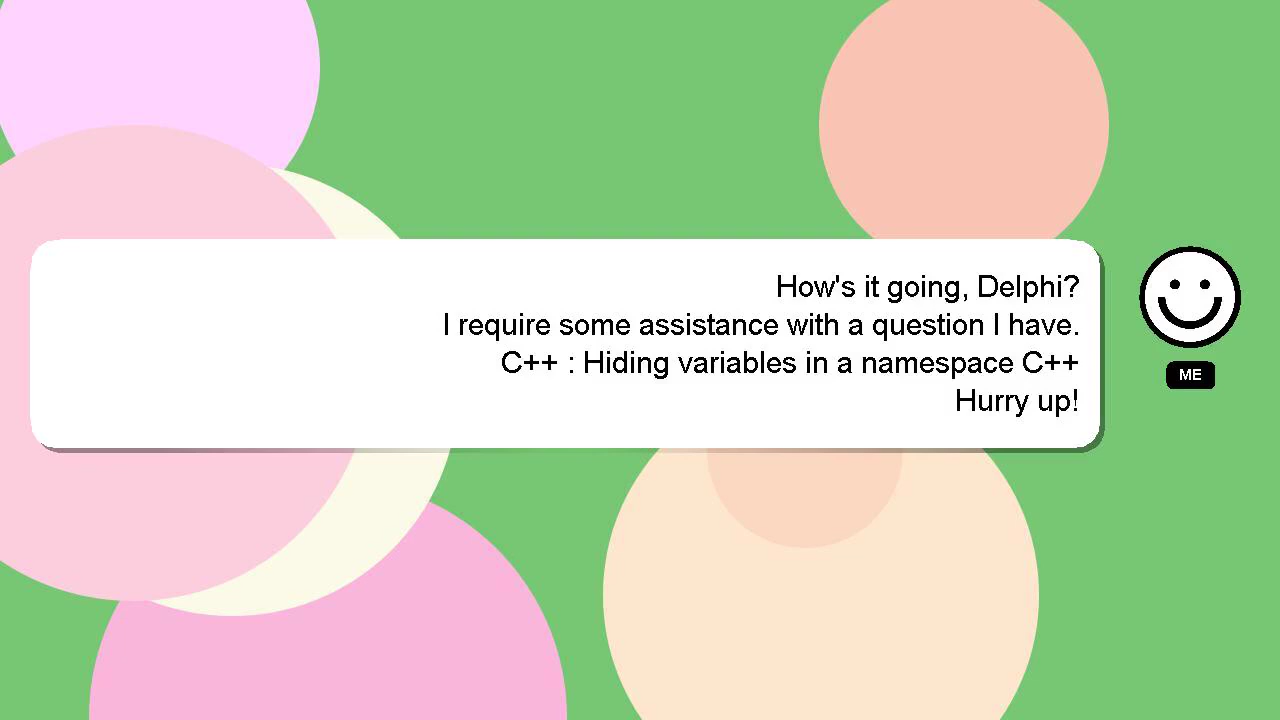 How's it going, Delphi?
I require some assistance with a question I have.
C++ : Hiding variables in a namespace C++
Hurry up!
ME